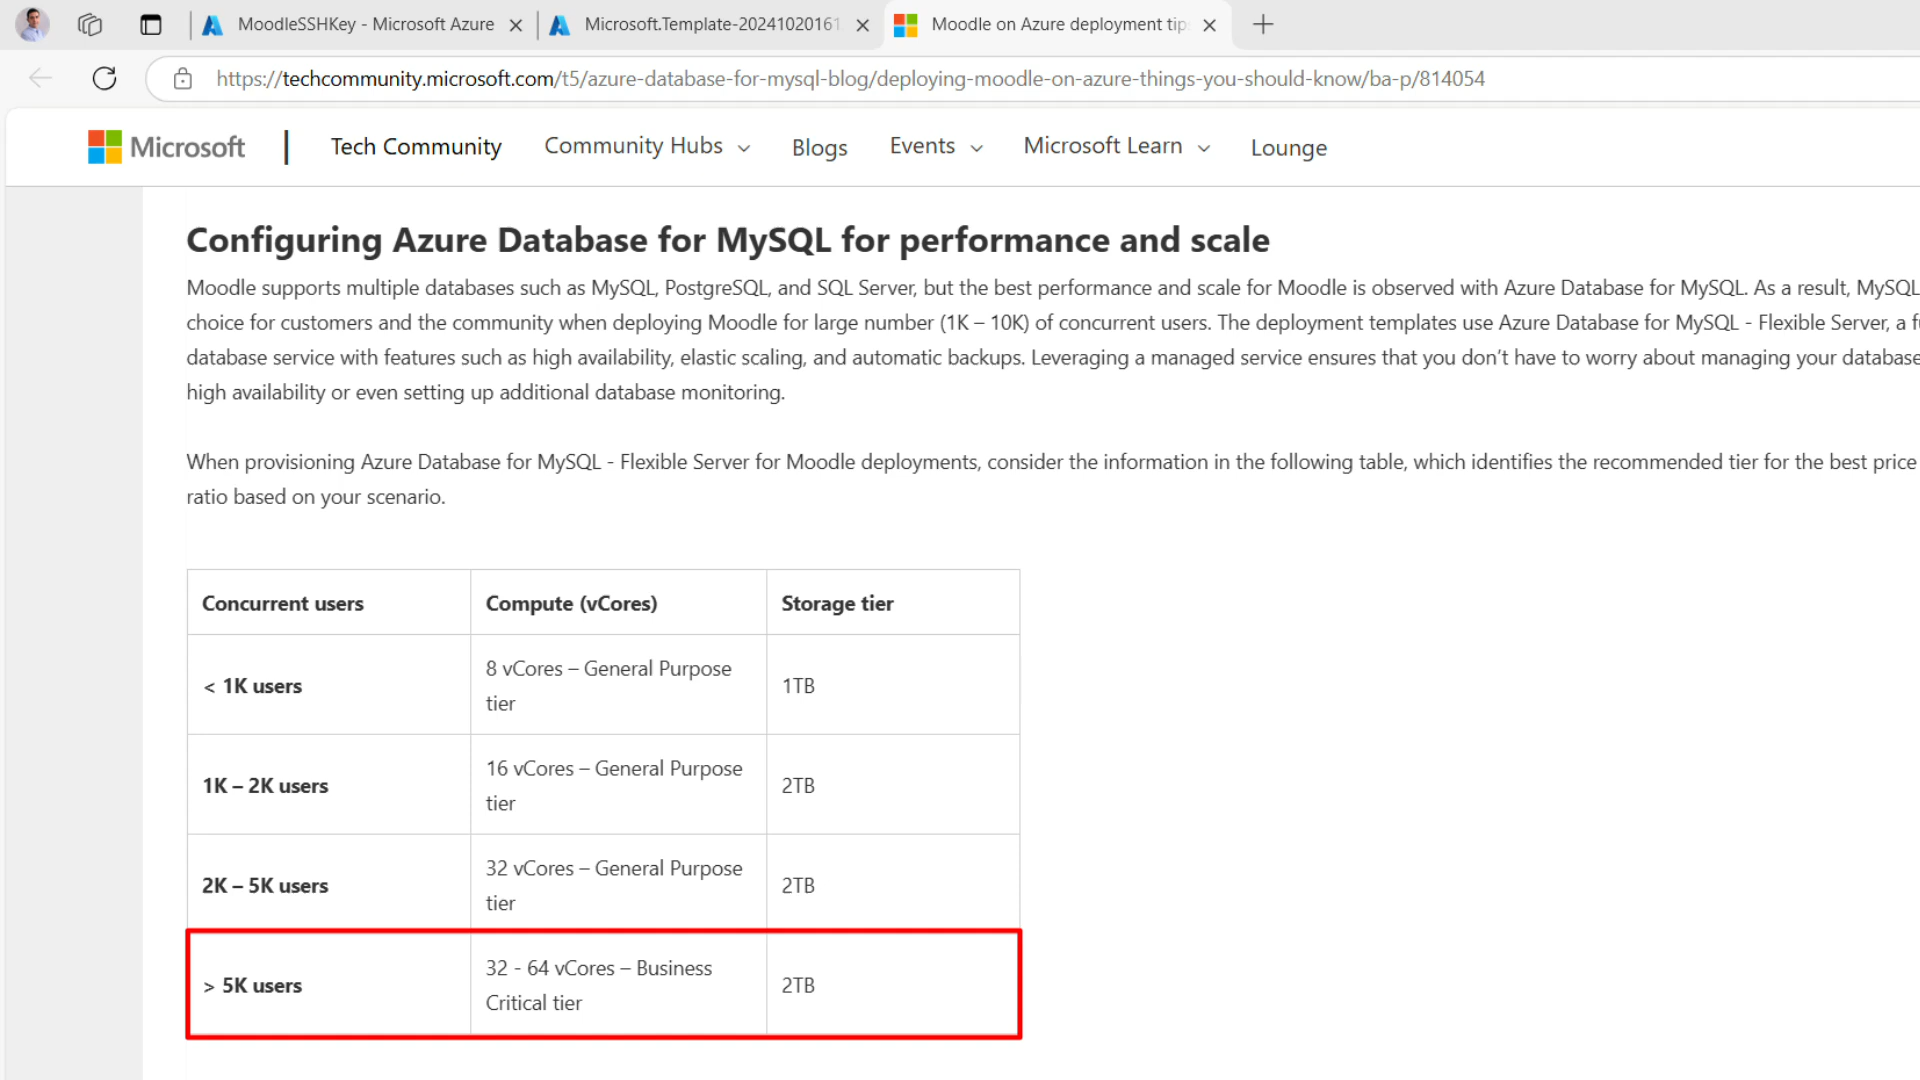 MoodleSSHKey - Microsoft Azure
Microsoft.Template-20241020161
Moodle on Azure deployment tip
https://techcommunity.microsoft.com/t5/azure-database-for-mysql-blog/deploying-moodle-on-azure-things-you-should-know/ba-p/814054
Microsoft | Tech Community Community Hubs Blogs Events Microsoft Learn Lounge
Configuring Azure Database for MySQL for performance and scale
Moodle supports multiple databases such as MySQL, PostgreSQL, and SQL Server, but the best performance and scale for Moodle is observed with Azure Database for MySQL. As a result, MySQL
choice for customers and the community when deploying Moodle for large number (1K – 10K) of concurrent users. The deployment templates use Azure Database for MySQL - Flexible Server, a
database service with features such as high availability, elastic scaling, and automatic backups. Leveraging a managed service ensures that you don't have to worry about managing your database
high availability or even setting up additional database monitoring.
When provisioning Azure Database for MySQL - Flexible Server for Moodle deployments, consider the information in the following table, which identifies the recommended tier for the best price
ratio based on your scenario.
Concurrent users Compute (vCores) Storage tier
< 1K users 8 vCores – General Purpose tier 1TB
1K – 2K users 16 vCores – General Purpose tier 2TB
2K – 5K users 32 vCores – General Purpose tier 2TB
> 5K users 32 - 64 vCores – Business Critical tier 2TB